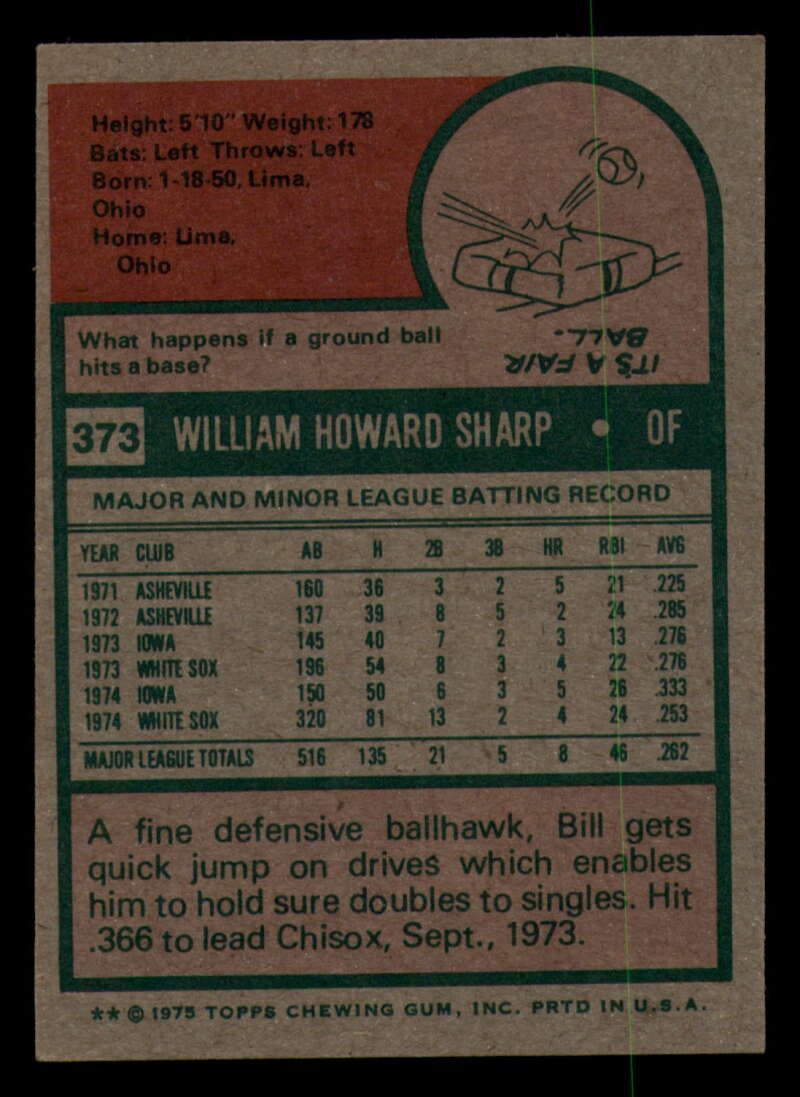 Height: 5'10" Weight: 178
Bats: Left Throws: Left
Born: 1-18-50, Lima,
Ohio
Home: Lima,
Ohio
What happens if a ground ball
hits a base?
IT'S A FAIR
BALL.
373 WILLIAM HOWARD SHARP • OF
MAJOR AND MINOR LEAGUE BATTING RECORD
YEAR CLUB AB H 2B 3B HR RBI AVG
1971 ASHEVILLE 160 36 3 2 5 21 .225
1972 ASHEVILLE 137 39 8 5 2 24 .285
1973 IOWA 145 40 7 2 3 13 .276
1973 WHITE SOX 196 54 8 3 4 22 .276
1974 IOWA 150 50 6 3 5 26 .333
1974 WHITE SOX 320 81 13 2 4 24 .253
MAJOR LEAGUE TOTALS 516 135 21 5 8 46 .262
A fine defensive ballhawk, Bill gets
quick jump on drives which enables
him to hold sure doubles to singles. Hit
.366 to lead Chisox, Sept., 1973.
** © 1975 TOPPS CHEWING GUM, INC. PRTD IN U.S.A.